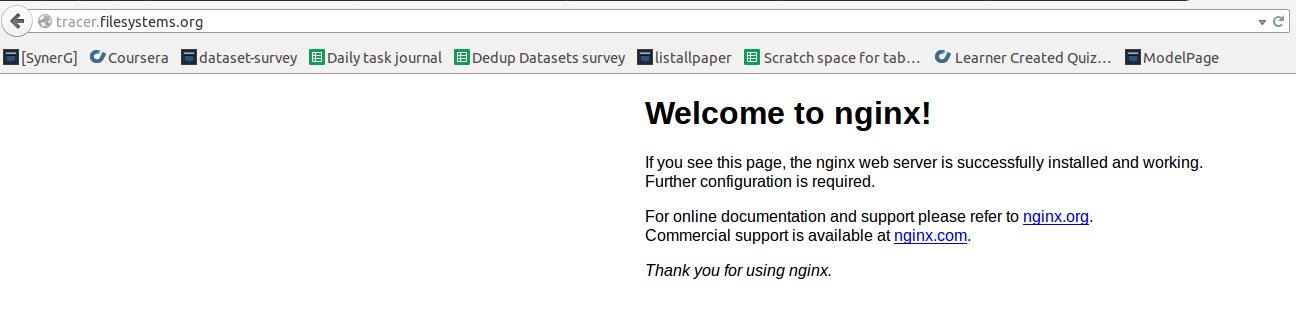 tracer.filesystems.org
[SynerG] Coursera dataset-survey Daily task journal Dedup Datasets survey listallpaper Scratch space for tab… Learner Created Quiz… ModelPage
Welcome to nginx!
If you see this page, the nginx web server is successfully installed and working.
Further configuration is required.
For online documentation and support please refer to nginx.org.
Commercial support is available at nginx.com.
Thank you for using nginx.